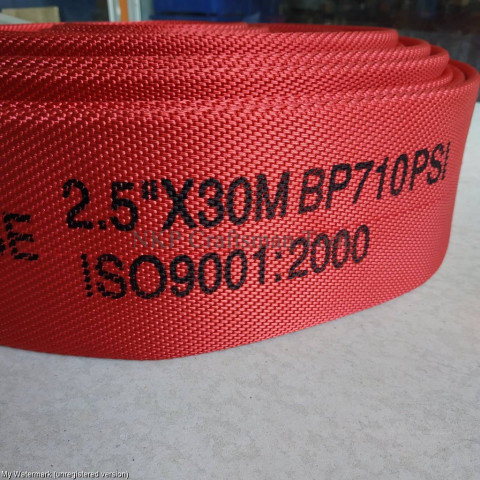 2.5"X30M BP710PSI
ISO9001:2000
My Watermark (unregistered version)